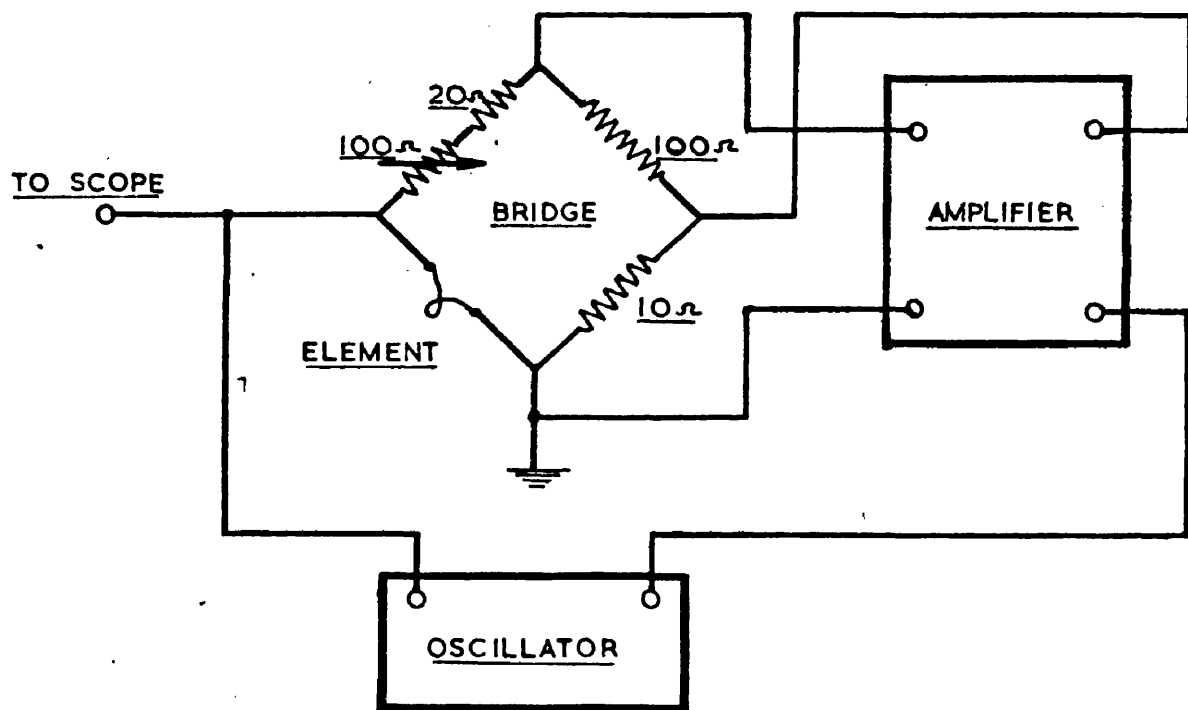 20Ω
100Ω
100Ω
TO SCOPE
BRIDGE
AMPLIFIER
10Ω
ELEMENT
OSCILLATOR